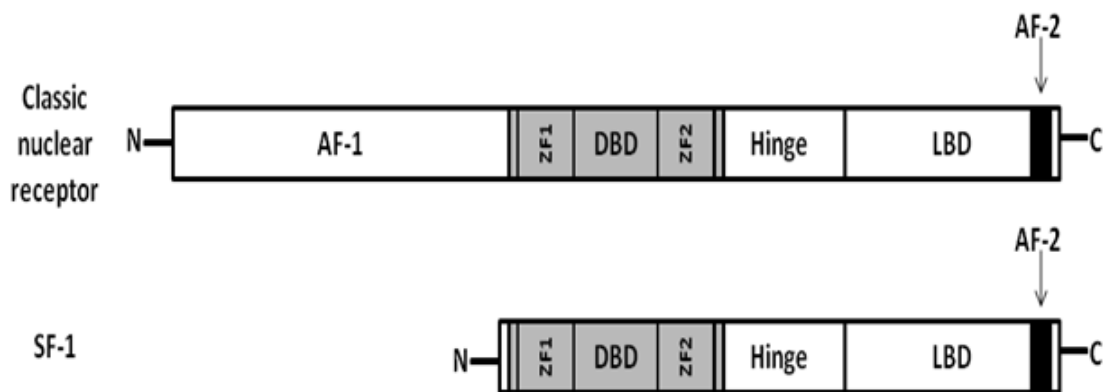 AF-2
Classic
nuclear
receptor
N
AF-1
ZF1
DBD
ZF2
Hinge
LBD
C
AF-2
SF-1
N
ZF1
DBD
ZF2
Hinge
LBD
C